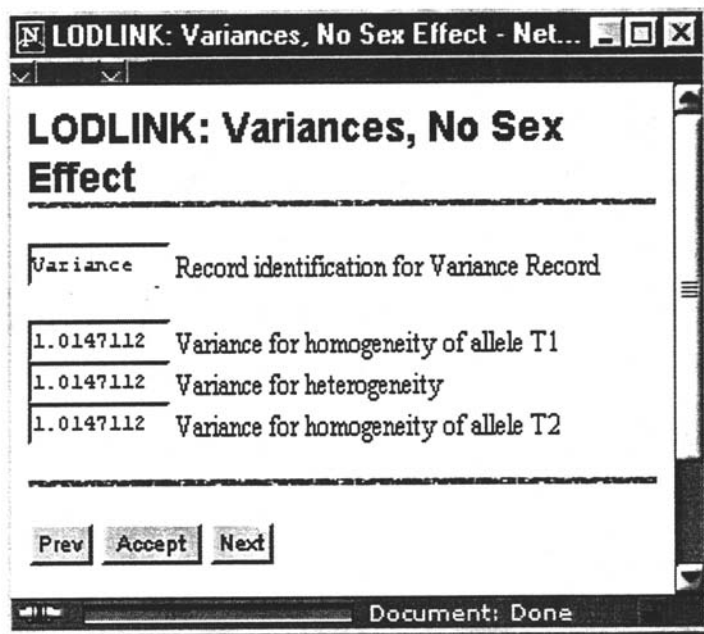 N LODLINK: Variances, No Sex Effect - Net...
LODLINK: Variances, No Sex
Effect
Variance Record identification for Variance Record
1.0147112 Variance for homogeneity of allele T1
1.0147112 Variance for heterogeneity
1.0147112 Variance for homogeneity of allele T2
Prev Accept Next
Document: Done